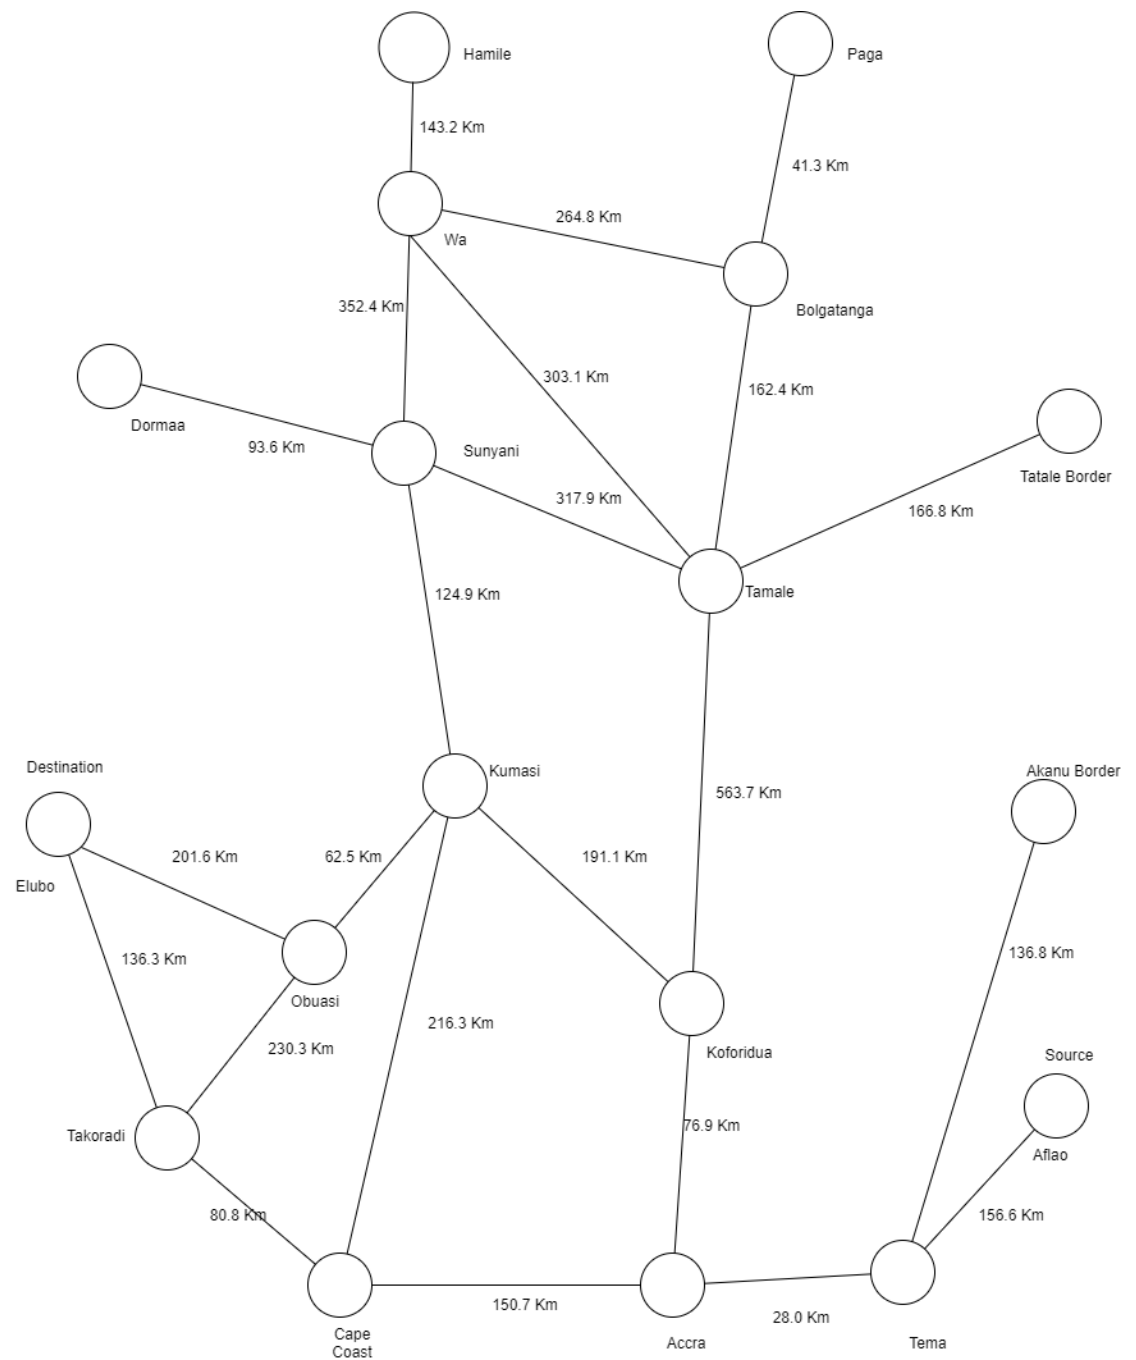 Hamile
Paga
143.2 Km
41.3 Km
264.8 Km
Wa
352.4 Km
Bolgatanga
303.1 Km
162.4 Km
Dormaa
93.6 Km
Sunyani
Tatale Border
317.9 Km
166.8 Km
124.9 Km
Tamale
Destination
Kumasi
Akanu Border
563.7 Km
201.6 Km
62.5 Km
191.1 Km
Elubo
136.3 Km
136.8 Km
Obuasi
216.3 Km
230.3 Km
Koforidua
Source
76.9 Km
Takoradi
Aflao
80.8 Km
156.6 Km
150.7 Km
28.0 Km
Cape
Coast
Accra
Tema